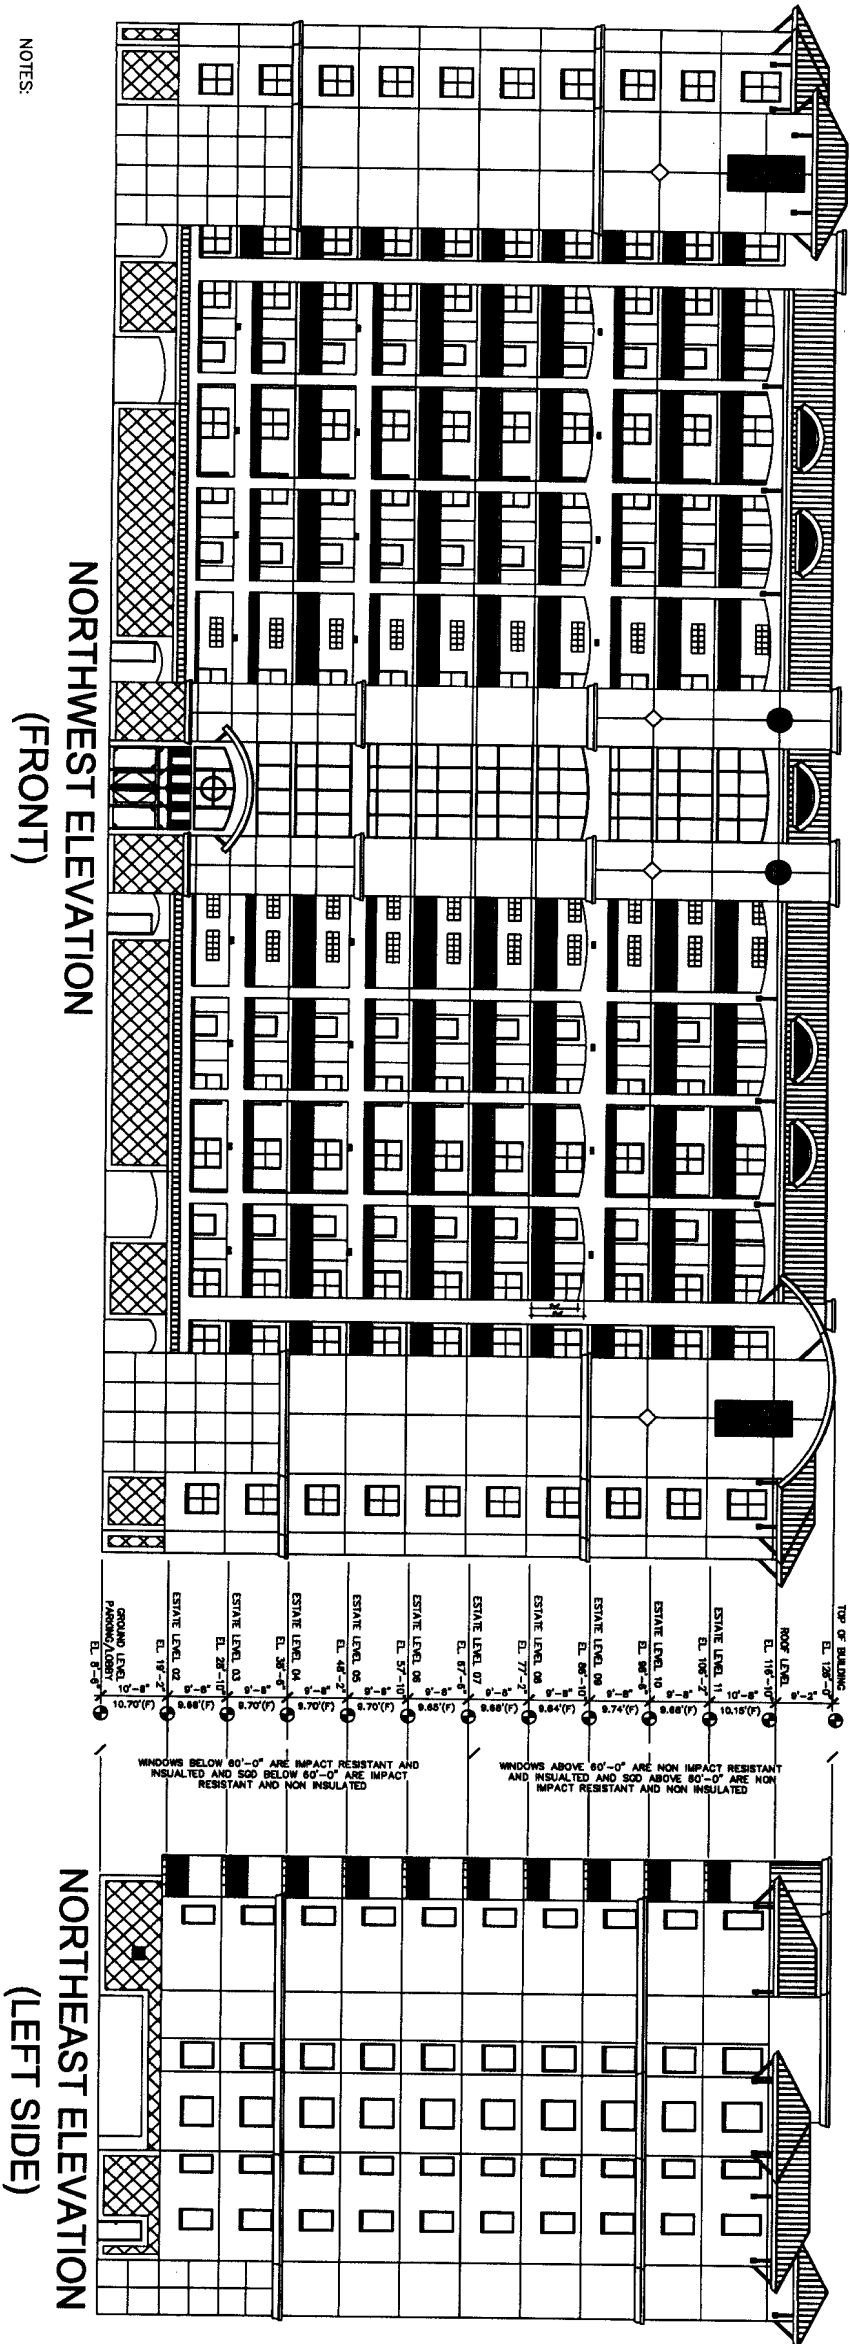 NOTES:
NORTHWEST ELEVATION
(FRONT)
TOP OF BUILDING
EL 126'-0"
9'-2"
ROOF LEVEL
EL 116'-10"
10'-8"
10.15'(F)
ESTATE LEVEL 11
EL 106'-2"
9'-8"
9.68'(F)
ESTATE LEVEL 10
EL 96'-6"
9'-8"
9.74'(F)
ESTATE LEVEL 09
EL 86'-10"
9'-8"
9.64'(F)
ESTATE LEVEL 08
EL 77'-2"
9'-8"
9.68'(F)
ESTATE LEVEL 07
EL 67'-6"
9'-8"
9.65'(F)
ESTATE LEVEL 06
EL 57'-10"
9'-8"
9.70'(F)
ESTATE LEVEL 05
EL 48'-2"
9'-8"
9.70'(F)
ESTATE LEVEL 04
EL 38'-6"
9'-8"
9.70'(F)
ESTATE LEVEL 03
EL 28'-10"
9'-8"
9.68'(F)
ESTATE LEVEL 02
EL 19'-2"
10'-8"
10.70'(F)
GROUND LEVEL
PARKING/LOBBY
EL 8'-6"
WINDOWS ABOVE 60'-0" ARE NON IMPACT RESISTANT
AND INSULATED AND SGD ABOVE 60'-0" ARE NON
IMPACT RESISTANT AND NON INSULATED
WINDOWS BELOW 60'-0" ARE IMPACT RESISTANT AND
INSUALTED AND SGD BELOW 60'-0" ARE IMPACT
RESISTANT AND NON INSULATED
NORTHEAST ELEVATION
(LEFT SIDE)